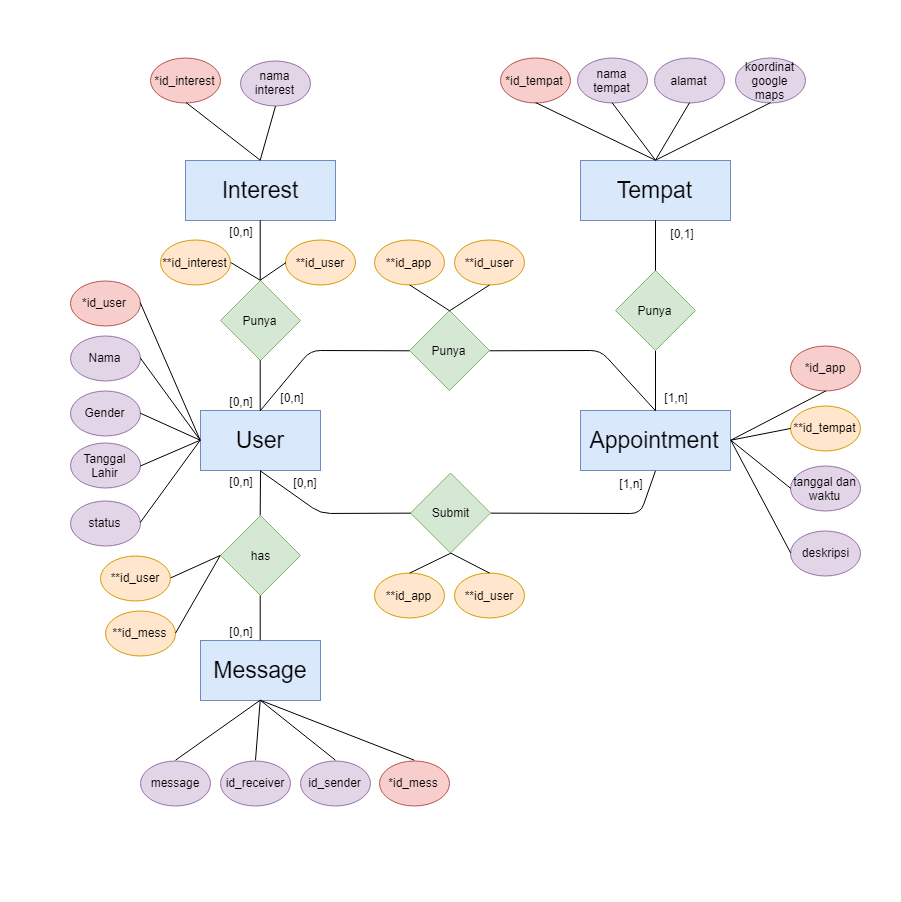 *id_interest
nama
interest
*id_tempat
nama
tempat
alamat
koordinat
google
maps
Interest
Tempat
[0,n]
[0,1]
**id_interest
**id_user
**id_app
**id_user
*id_user
Punya
Punya
Punya
Nama
*id_app
[0,n]
[0,n]
[1,n]
Gender
**id_tempat
User
Appointment
Tanggal
Lahir
[0,n]
[0,n]
[1,n]
tanggal dan
waktu
status
Submit
has
deskripsi
**id_user
**id_app
**id_user
**id_mess
[0,n]
Message
message
id_receiver
id_sender
*id_mess